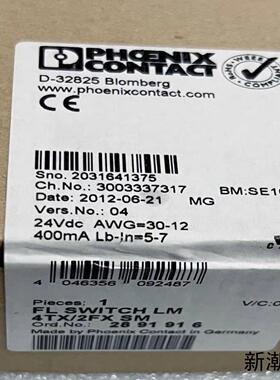 PHOENIX
CONTACT
D-32825 Blomberg
www.phoenixcontact.com
CE
RoHS
WEEE
Sno. 2031641375
Ch.No.: 3003337317
BM:SE1
Date: 2012-06-21 MG
Vers.No.: 04
24Vdc AWG=30-12
400mA Lb-In=5-7
4 046356 092487
Pieces: 1
V/C:
FL SWITCH LM
4TX/2FX SM
Ord.No.: 28 91 91 6
Made by Phoenix Contact in Germany
新潮